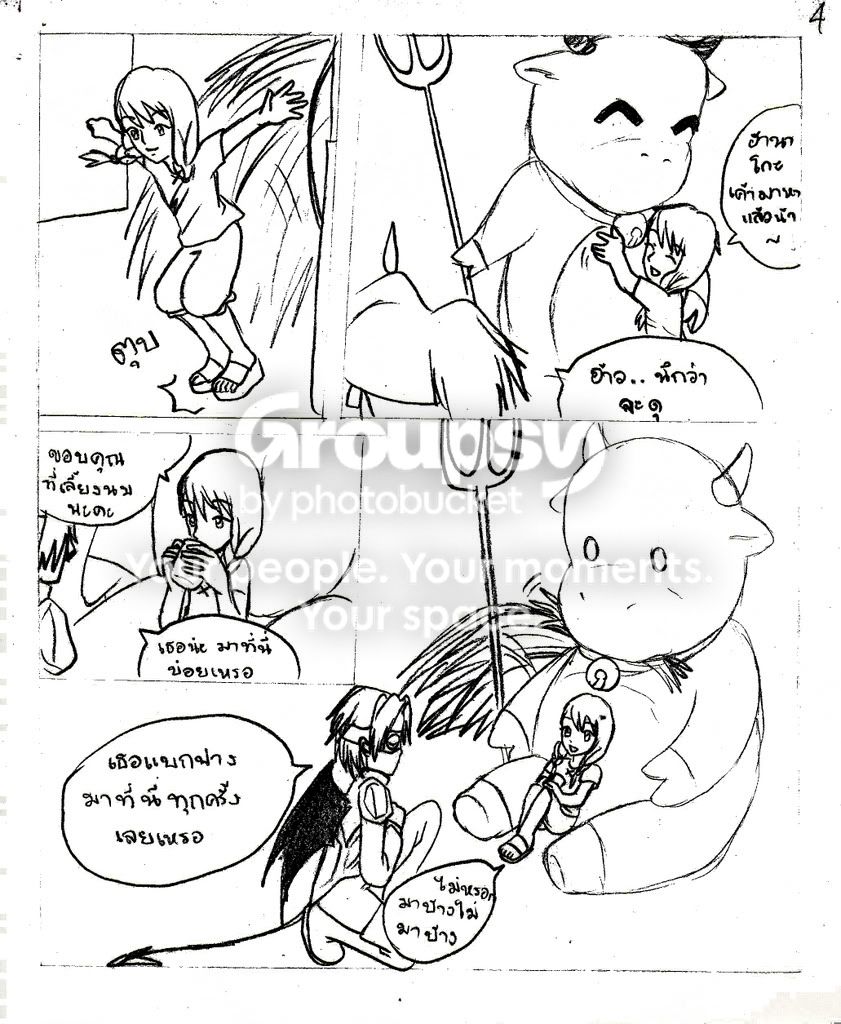 4
ตุบ
ฮานา
โกะ
เค้ามาหา
แล้วน้า
~
อ้าว.. นึกว่า
จะดุ
ขอบคุณ
ที่เลี้ยงนม
นะคะ
เธอน่ะ มาที่นี่
บ่อยเหรอ
เธอแบกฟาง
มาที่นี่ทุกครั้ง
เลยเหรอ
ไม่หรอก
มาบ้างไม่
มาบ้าง
Groupsy
by photobucket
Your people. Your moments.
Your space.